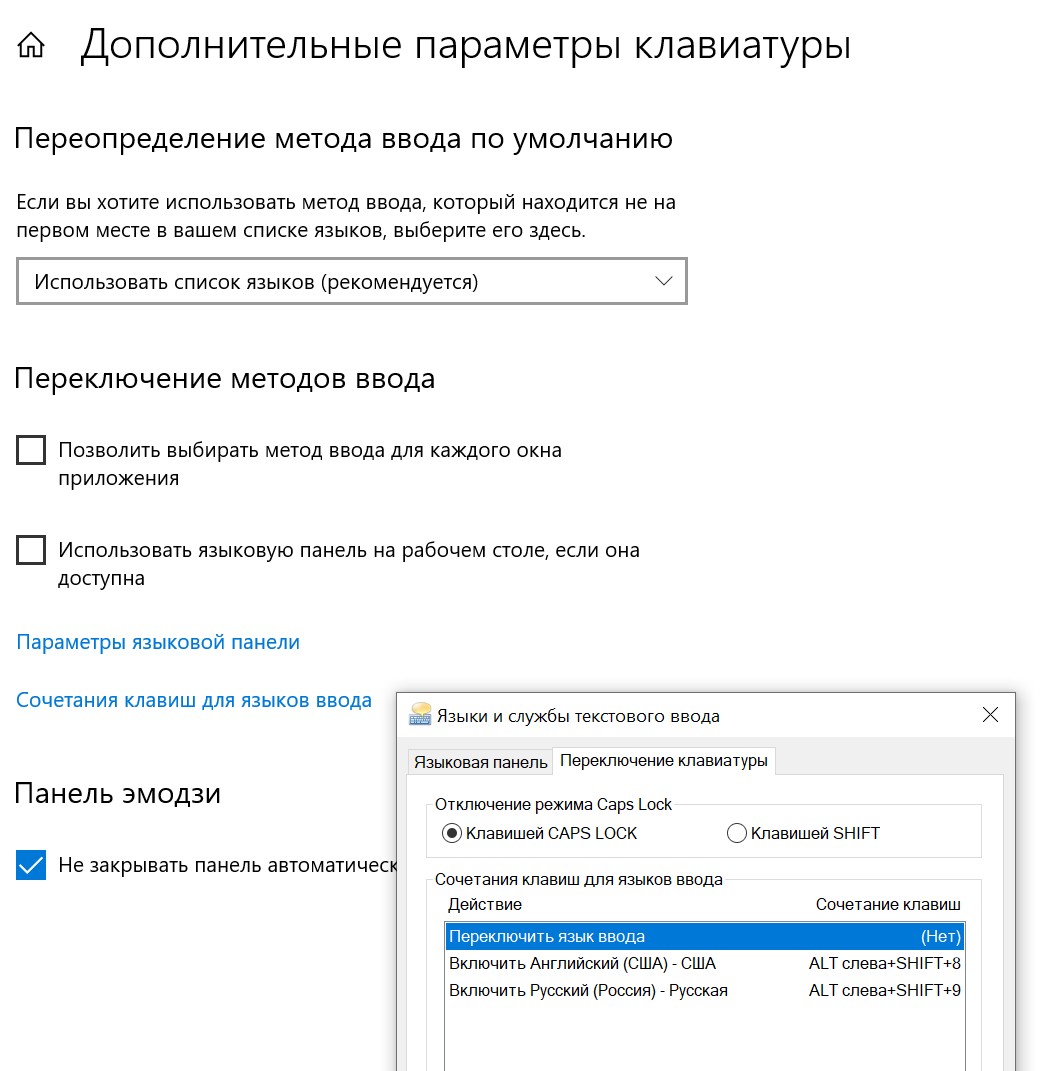 Дополнительные параметры клавиатуры
Переопределение метода ввода по умолчанию
Если вы хотите использовать метод ввода, который находится не на
первом месте в вашем списке языков, выберите его здесь.
Использовать список языков (рекомендуется)
Переключение методов ввода
Позволить выбирать метод ввода для каждого окна
приложения
Использовать языковую панель на рабочем столе, если она
доступна
Параметры языковой панели
Сочетания клавиш для языков ввода
Панель эмодзи
Не закрывать панель автоматическ
Языки и службы текстового ввода
Языковая панель Переключение клавиатуры
Отключение режима Caps Lock
Клавишей CAPS LOCK Клавишей SHIFT
Сочетания клавиш для языков ввода
Действие Сочетание клавиш
Переключить язык ввода (Нет)
Включить Английский (США) - США ALT слева+SHIFT+8
Включить Русский (Россия) - Русская ALT слева+SHIFT+9